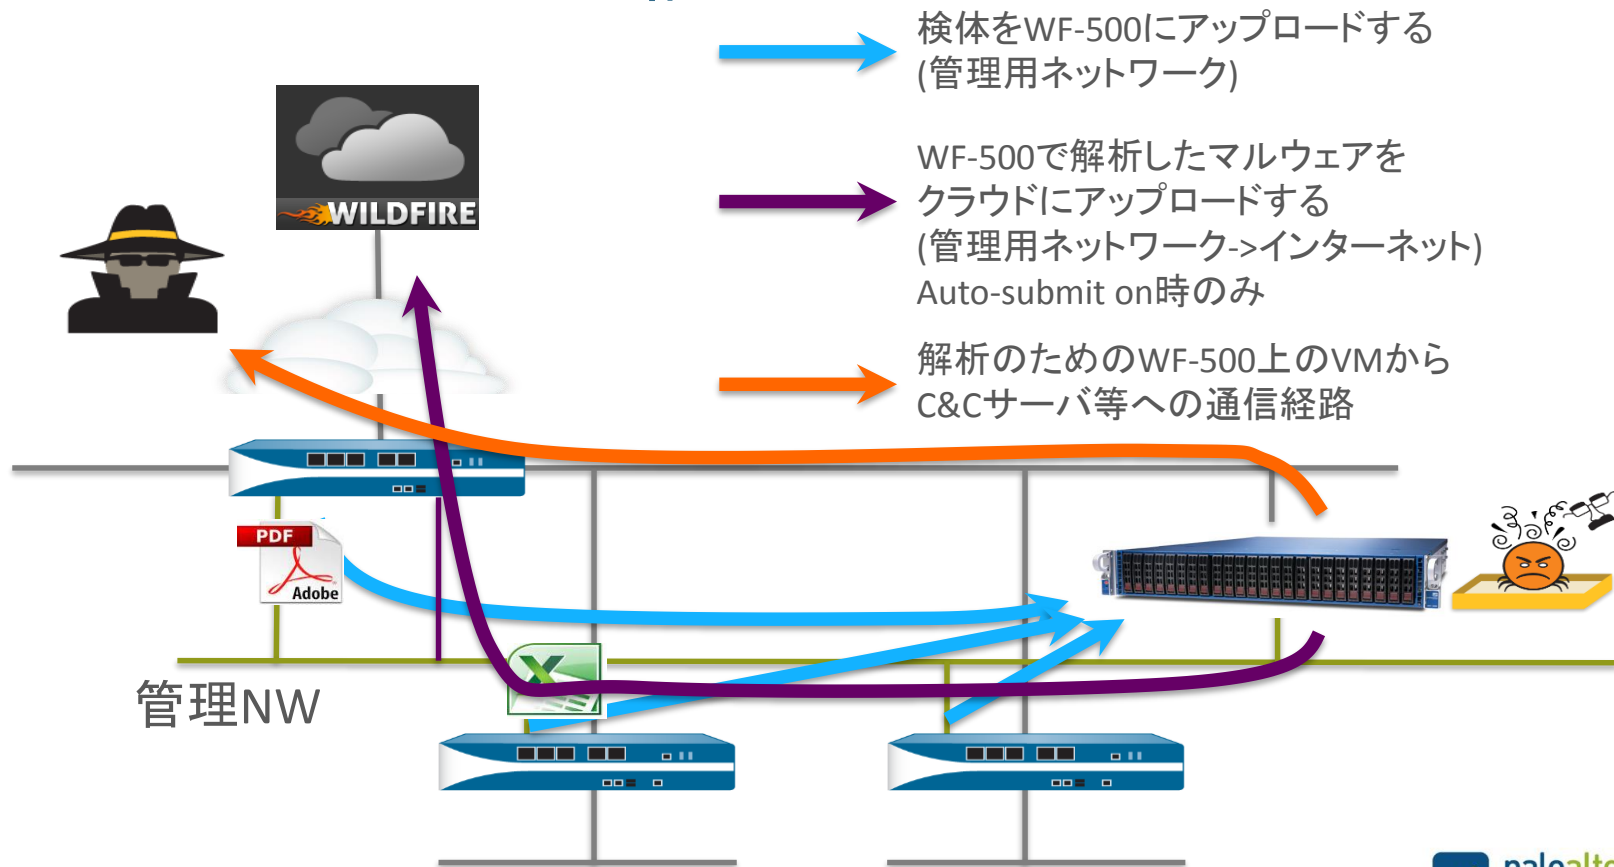 検体をWF-500にアップロードする
(管理用ネットワーク)
WF-500で解析したマルウェアを
クラウドにアップロードする
(管理用ネットワーク->インターネット)
Auto-submit on時のみ
解析のためのWF-500上のVMから
C&Cサーバ等への通信経路
WILDFIRE
PDF
Adobe
管理NW